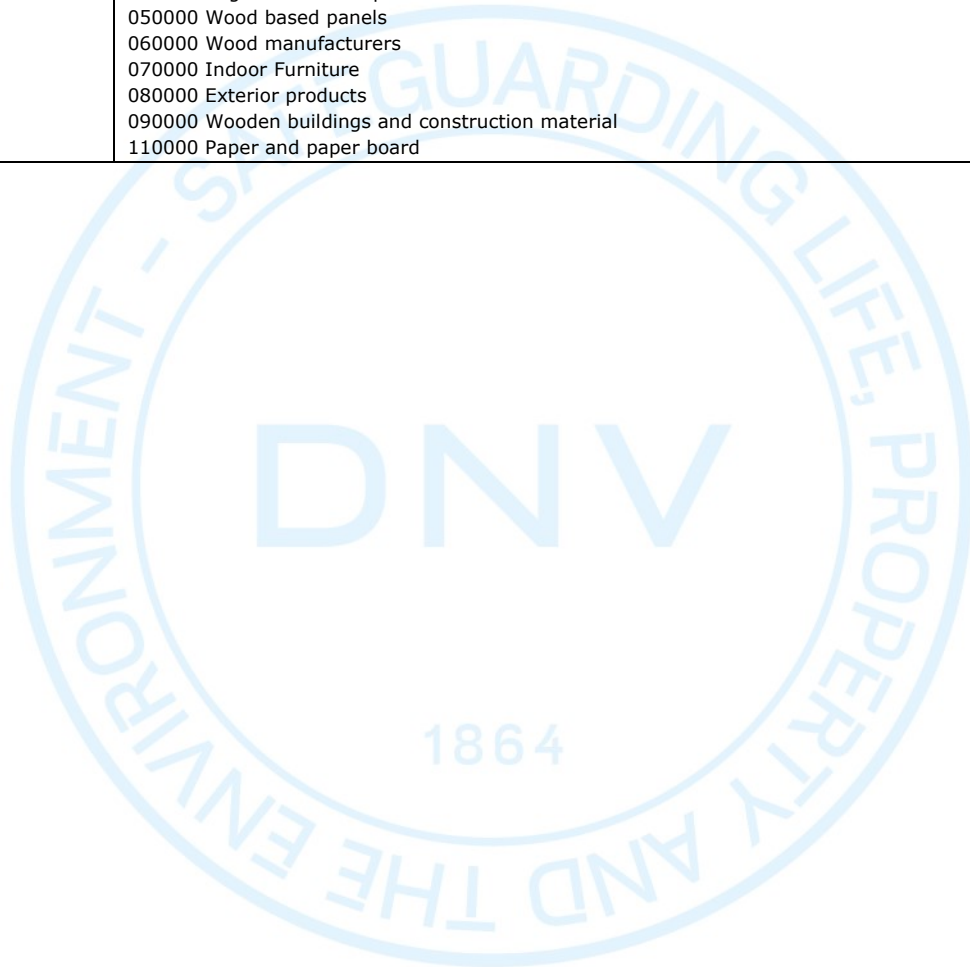 050000 Wood based panels
060000 Wood manufacturers
070000 Indoor Furniture
080000 Exterior products
090000 Wooden buildings and construction material
110000 Paper and paper board
SAFEGUARDING LIFE, PROPERTY AND THE ENVIRONMENT -
DNV
1864